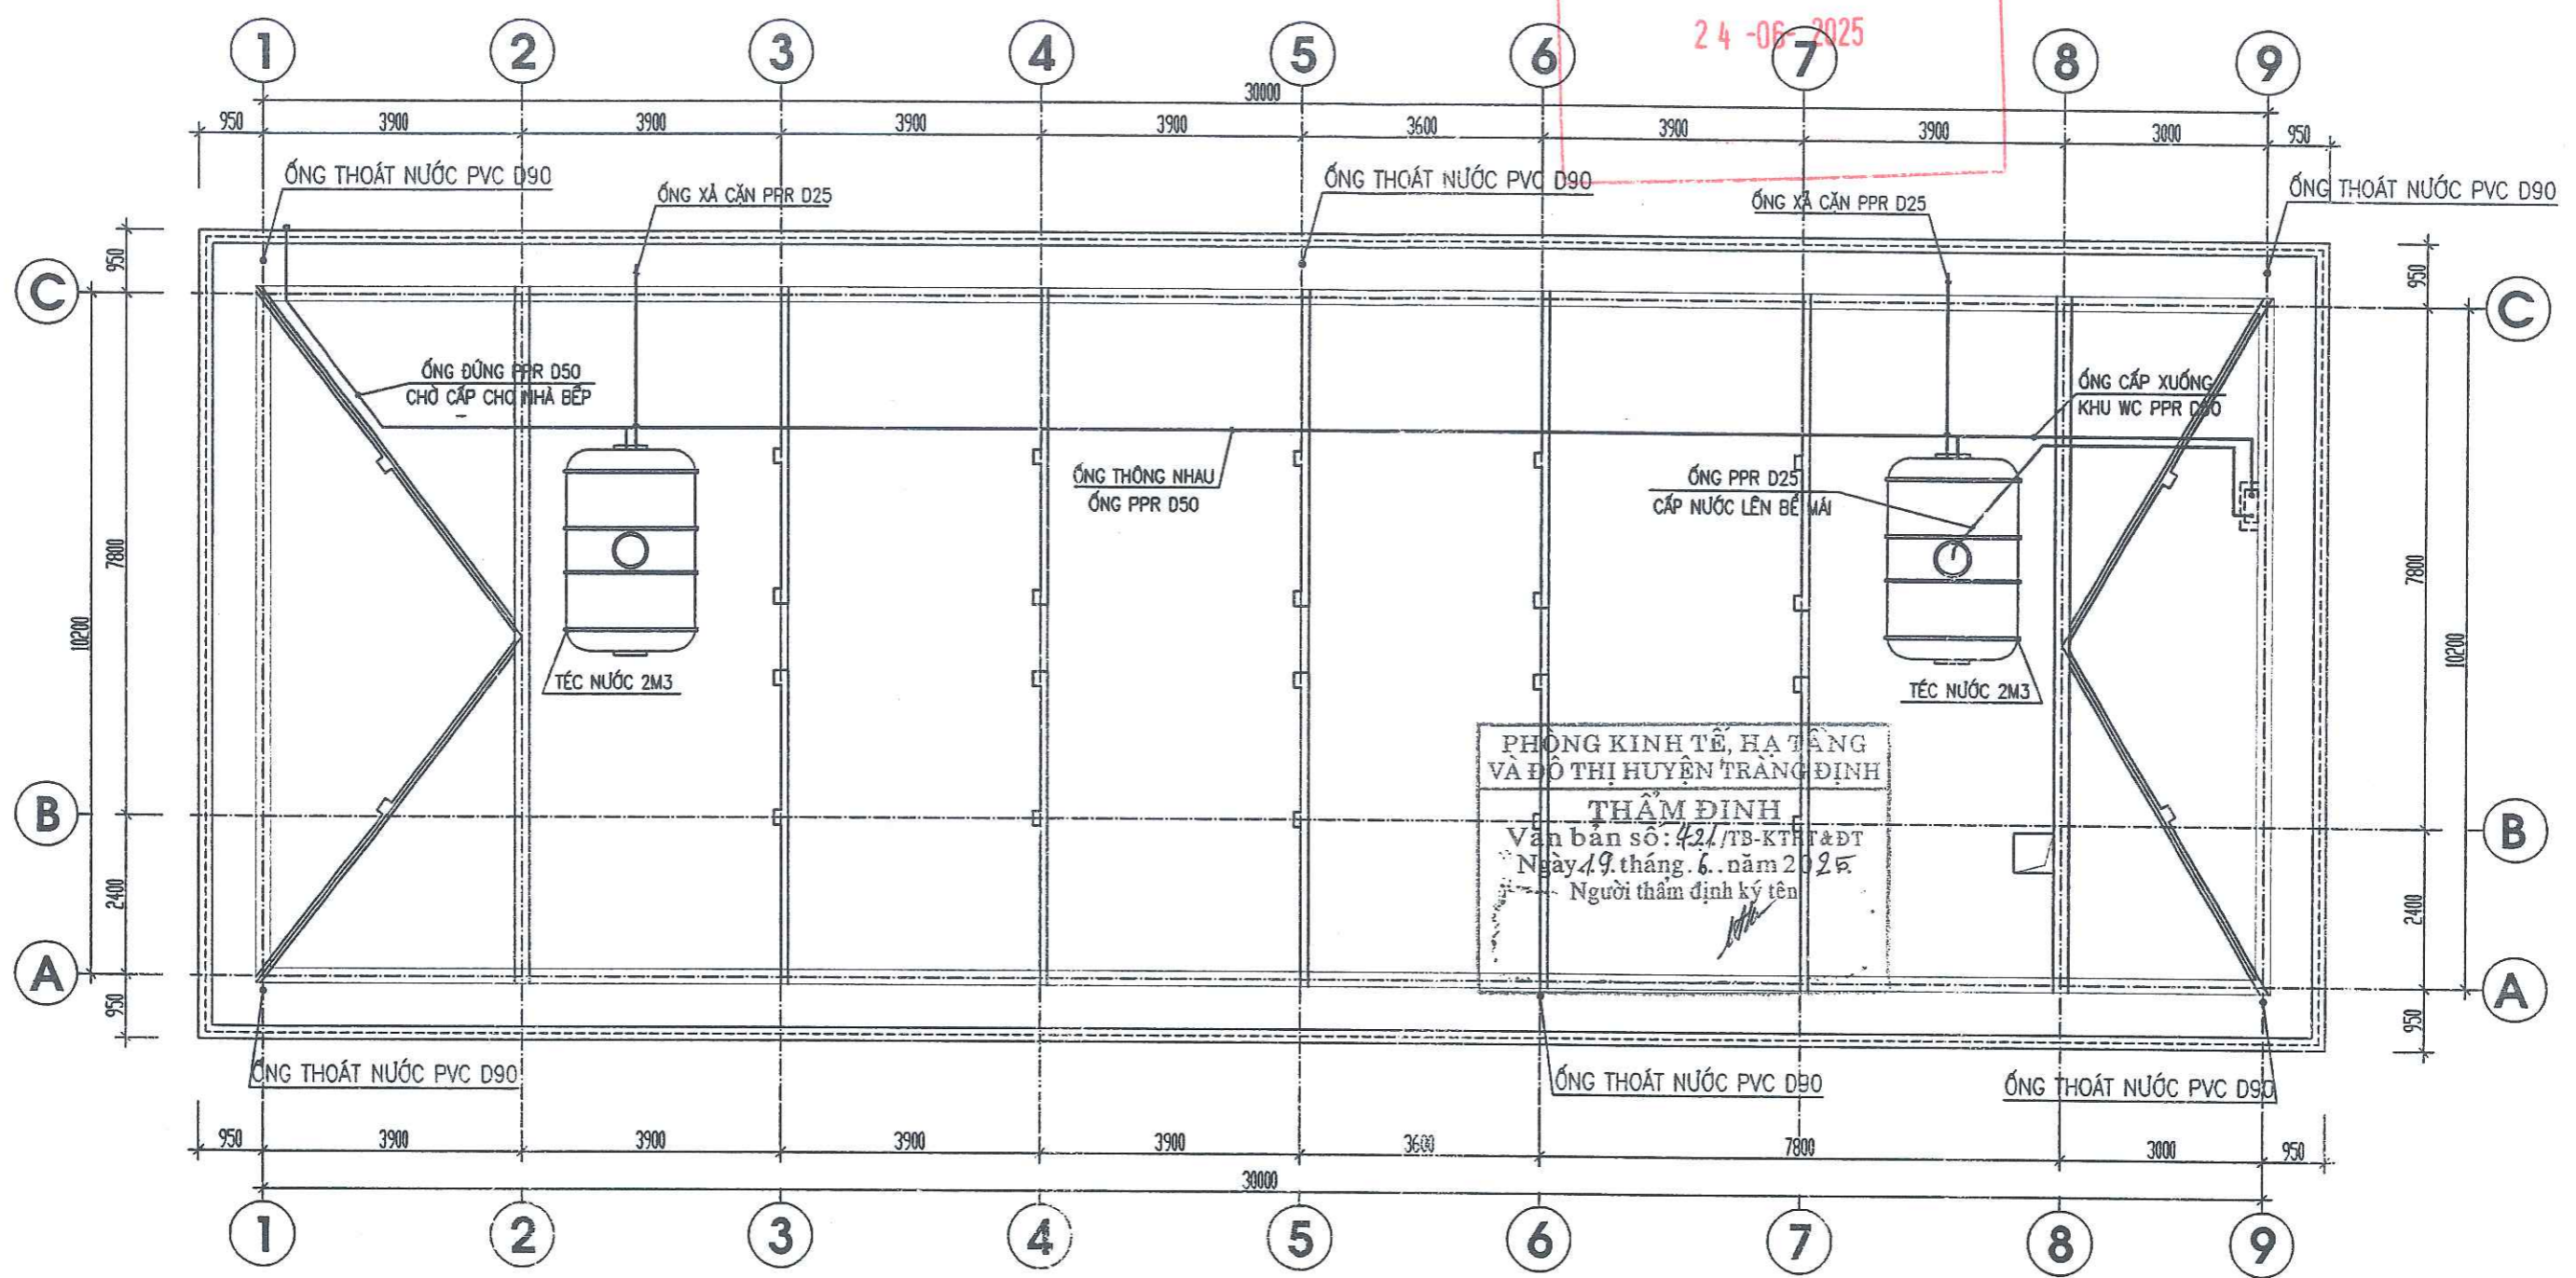 24-06-2025
1 2 3 4 5 6 7 8 9
30000
950 3900 3900 3900 3900 3600 3900 3900 3000 950
ỐNG THOÁT NƯỚC PVC D90
ỐNG XẢ CẶN PPR D25
ỐNG THOÁT NƯỚC PVC D90
ỐNG XẢ CẶN PPR D25
ỐNG THOÁT NƯỚC PVC D90
950
950
C
C
ỐNG ĐỨNG PPR D50
CHỜ CẤP CHO NHÀ BẾP
ỐNG CẤP XUỐNG
KHU WC PPR D50
ỐNG THÔNG NHAU
ỐNG PPR D50
ỐNG PPR D25
CẤP NƯỚC LÊN BỂ MÁI
7800
7800
10200
10200
TÉC NƯỚC 2M3
TÉC NƯỚC 2M3
PHÒNG KINH TẾ, HẠ TẦNG
VÀ ĐÔ THỊ HUYỆN TRÀNG ĐỊNH
THẨM ĐỊNH
Văn bản số: 421/TB-KTHT&ĐT
Ngày 19 tháng 6 năm 2025
Người thẩm định ký tên
B
B
2400
2400
A
A
950
950
ỐNG THOÁT NƯỚC PVC D90
ỐNG THOÁT NƯỚC PVC D90
ỐNG THOÁT NƯỚC PVC D90
950 3900 3900 3900 3900 3600 7800 3000 950
30000
1 2 3 4 5 6 7 8 9